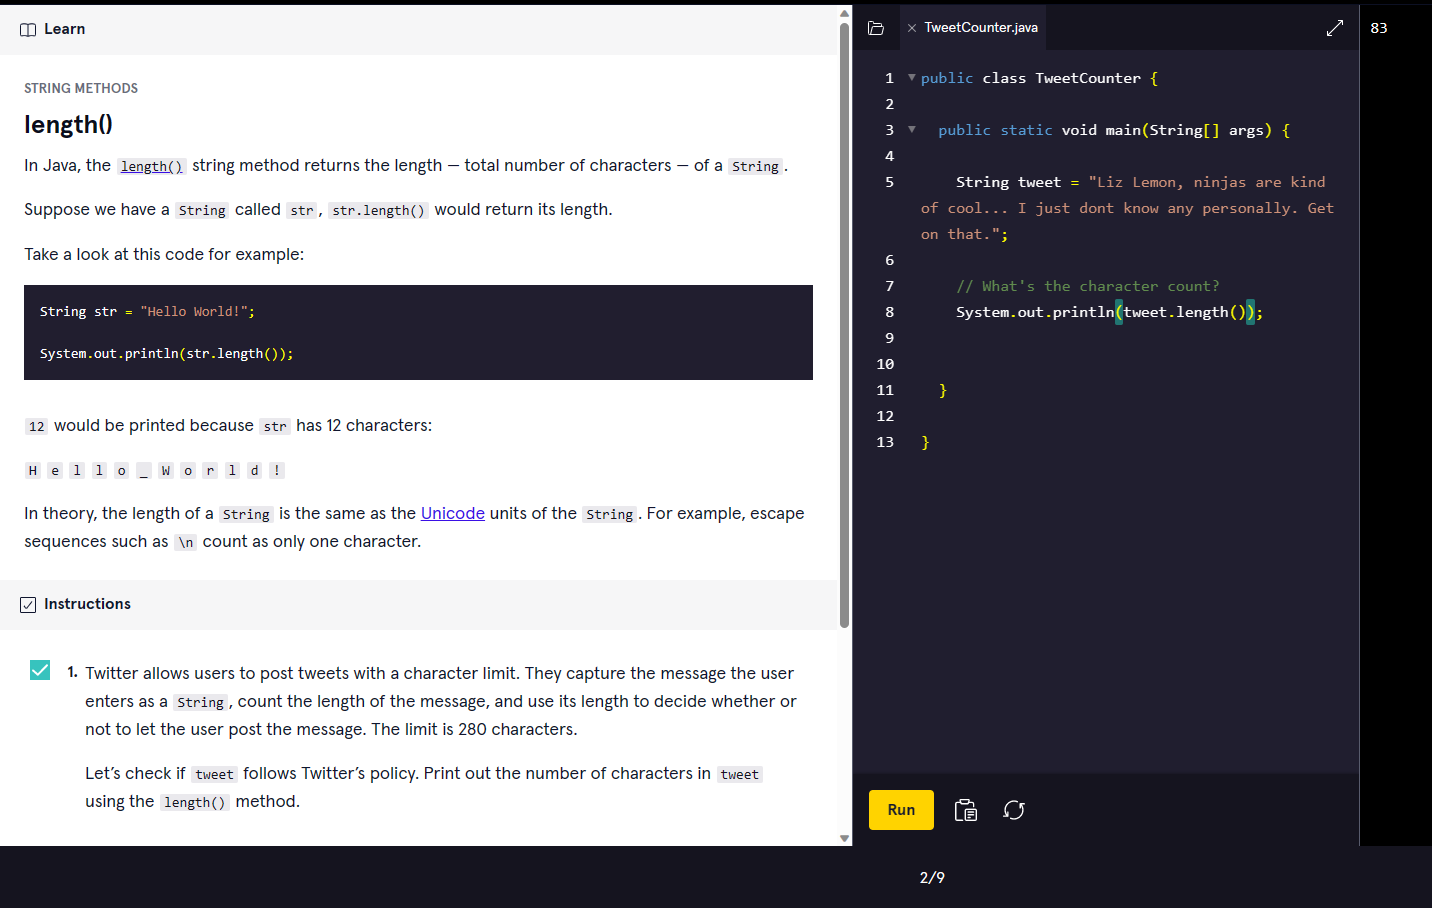 Learn
STRING METHODS
length()
In Java, the length() string method returns the length — total number of characters — of a String.
Suppose we have a String called str, str.length() would return its length.
Take a look at this code for example:
String str = "Hello World!";
System.out.println(str.length());
12 would be printed because str has 12 characters:
H e l l o _ W o r l d !
In theory, the length of a String is the same as the Unicode units of the String. For example, escape
sequences such as \n count as only one character.
Instructions
1. Twitter allows users to post tweets with a character limit. They capture the message the user
enters as a String, count the length of the message, and use its length to decide whether or
not to let the user post the message. The limit is 280 characters.
Let's check if tweet follows Twitter's policy. Print out the number of characters in tweet
using the length() method.
TweetCounter.java
1 public class TweetCounter {
2
3 public static void main(String[] args) {
4
5 String tweet = "Liz Lemon, ninjas are kind
of cool... I just dont know any personally. Get
on that.";
6
7 // What's the character count?
8 System.out.println(tweet.length());
9
10
11 }
12
13 }
Run
83
2/9